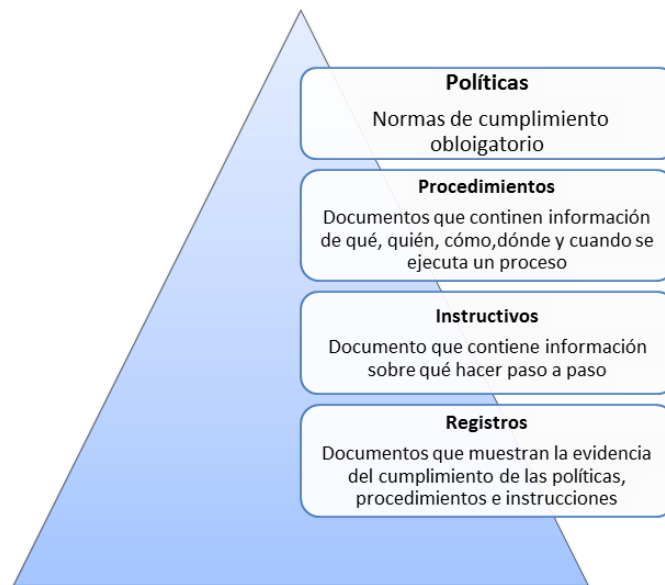 Políticas
Normas de cumplimiento
obloigatorio
Procedimientos
Documentos que continen información
de qué, quién, cómo,dónde y cuando se
ejecuta un proceso
Instructivos
Documento que contiene información
sobre qué hacer paso a paso
Registros
Documentos que muestran la evidencia
del cumplimiento de las políticas,
procedimientos e instrucciones